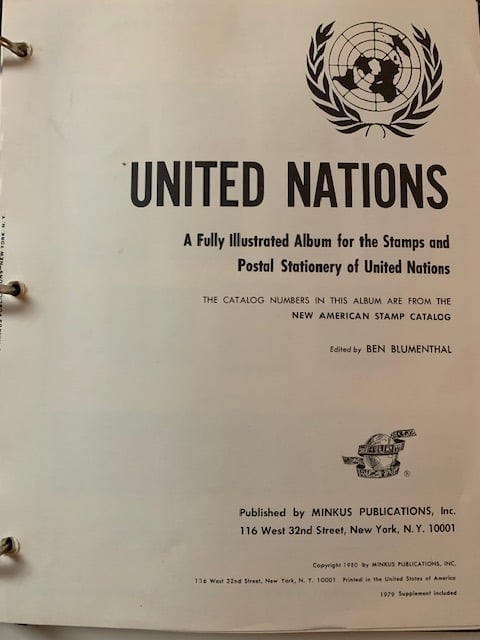 UNITED NATIONS
A Fully Illustrated Album for the Stamps and
Postal Stationery of United Nations
THE CATALOG NUMBERS IN THIS ALBUM ARE FROM THE
NEW AMERICAN STAMP CATALOG
Edited by BEN BLUMENTHAL
®
Published by MINKUS PUBLICATIONS, Inc.
116 West 32nd Street, New York, N.Y. 10001
Copyright 1980 by MINKUS PUBLICATIONS, INC.
116 West 32nd Street, New York, N.Y. 10001 Printed in the United States of America
1979 Supplement included
NEW YORK, N. Y.